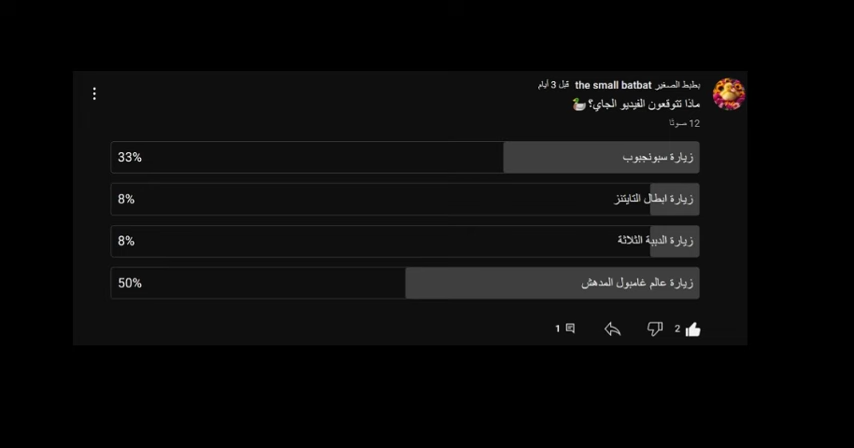 بطبط الصغير the small batbat قبل 3 أيام
ماذا تتوقعون الفيديو الجاي؟🦆
12 صوتًا
زيارة سبونجبوب 33%
زيارة ابطال التايتنز 8%
زيارة الدببة الثلاثة 8%
زيارة عالم غامبول المدهش 50%
2 1